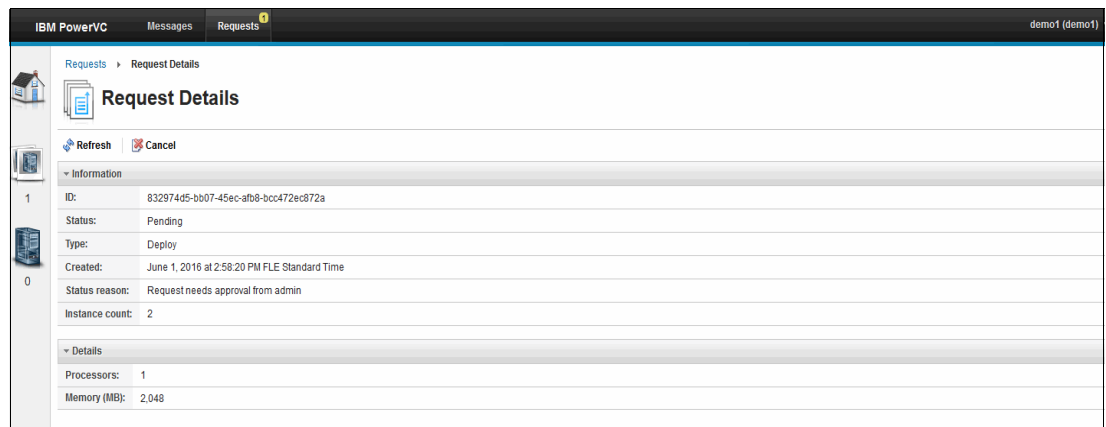 IBM PowerVC Messages Requests 1 demo1 (demo1)
Requests Request Details
Request Details
Refresh Cancel
Information
ID: 832974d5-bb07-45ec-afb8-bcc472ec872a
Status: Pending
Type: Deploy
Created: June 1, 2016 at 2:58:20 PM FLE Standard Time
Status reason: Request needs approval from admin
Instance count: 2
Details
Processors: 1
Memory (MB): 2,048
1
0